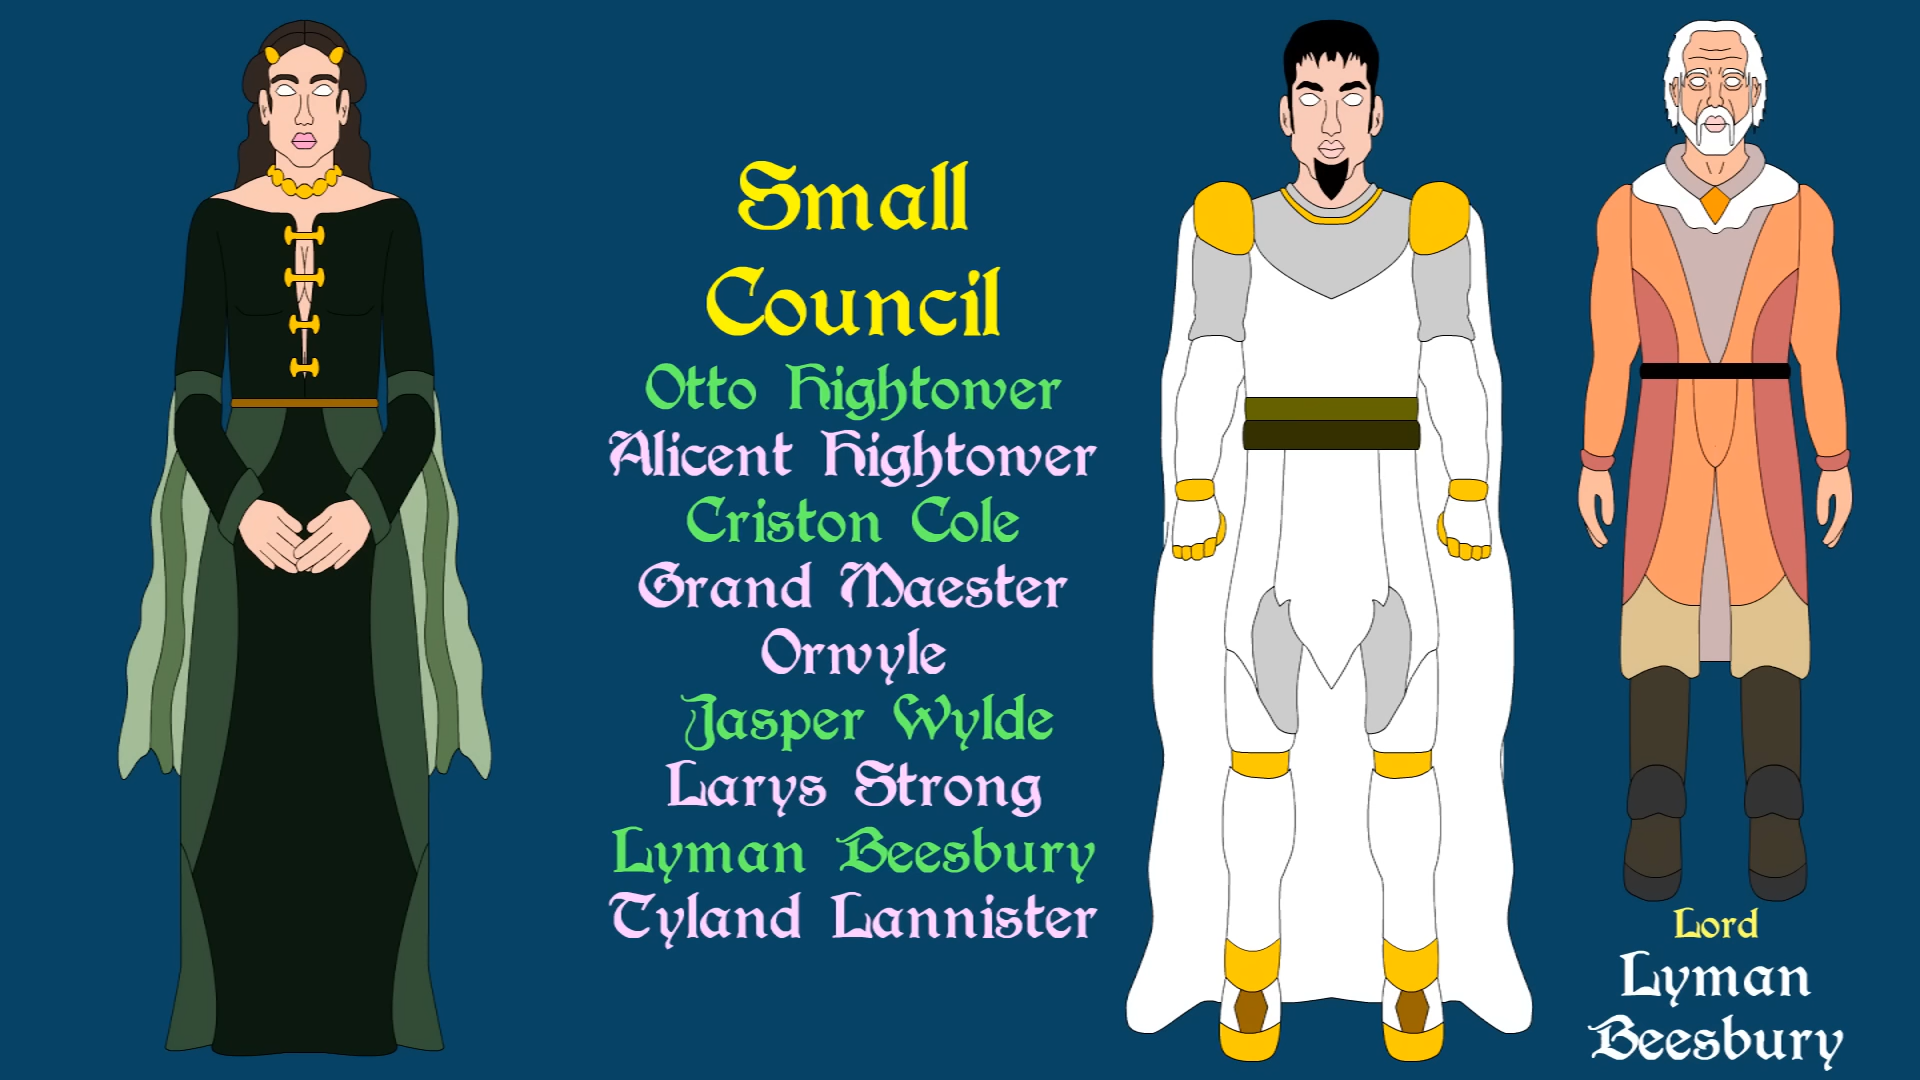 Small
Council
Otto Hightower
Alicent Hightower
Criston Cole
Grand Maester
Orwyle
Jasper Wylde
Larys Strong
Lyman Beesbury
Tyland Lannister
Lord
Lyman
Beesbury